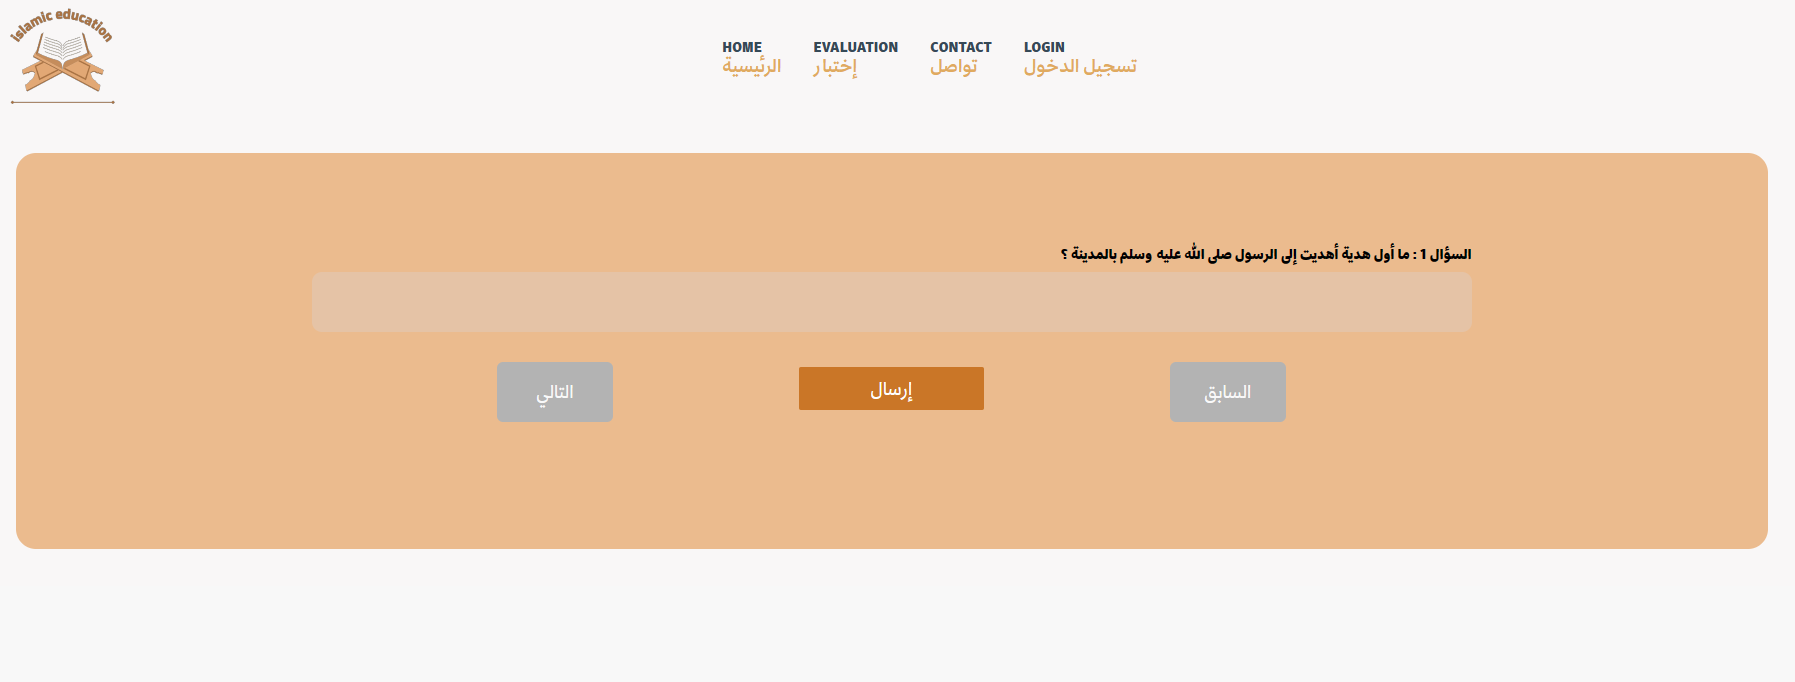 Islamic education
HOME
الرئيسية
EVALUATION
إختبار
CONTACT
تواصل
LOGIN
تسجيل الدخول
السؤال 1 : ما أول هدية أهديت إلى الرسول صلى الله عليه وسلم بالمدينة ؟
السابق
إرسال
التالي